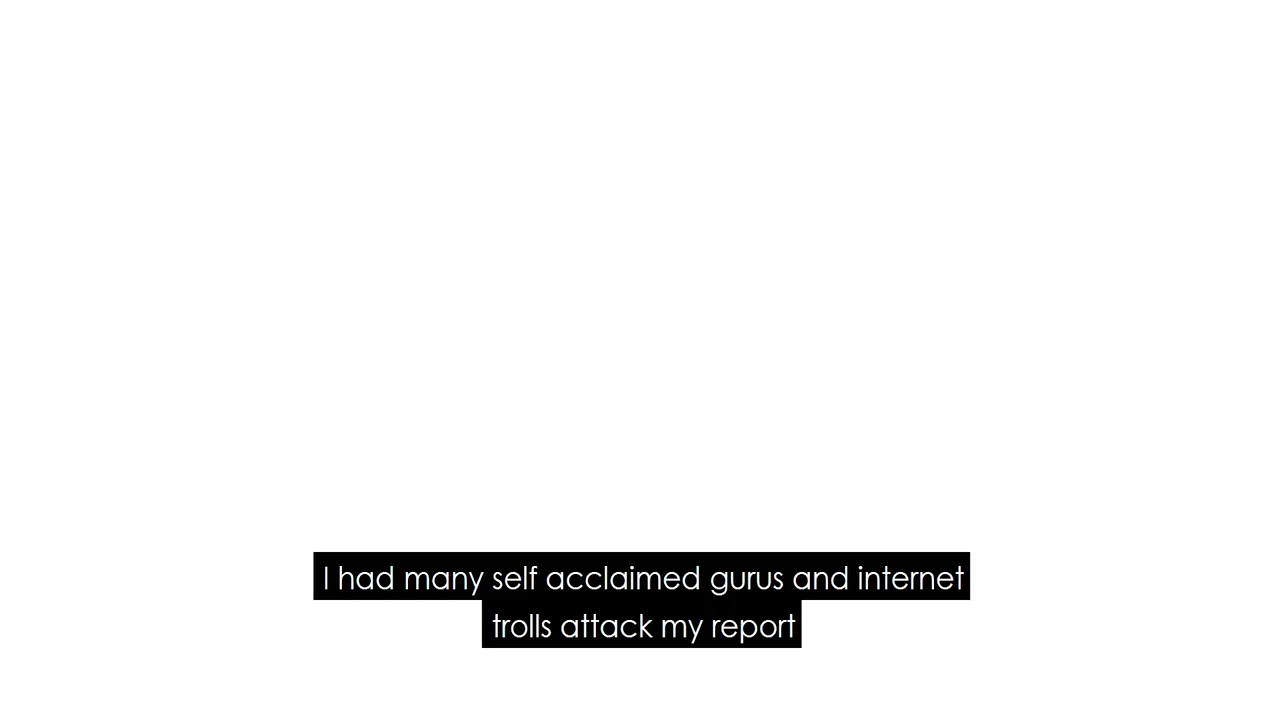 I had many self acclaimed gurus and internet
trolls attack my report